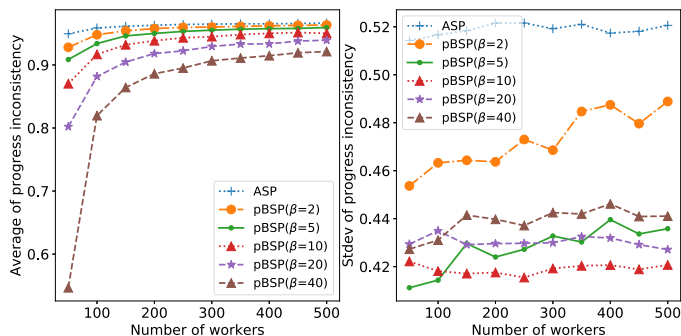 Average of progress inconsistency
0.9
0.8
0.7
0.6
100
200
300
400
500
Number of workers
ASP
pBSP(β=2)
pBSP(β=5)
pBSP(β=10)
pBSP(β=20)
pBSP(β=40)
Stdev of progress inconsistency
0.52
0.50
0.48
0.46
0.44
0.42
100
200
300
400
500
Number of workers
ASP
pBSP(β=2)
pBSP(β=5)
pBSP(β=10)
pBSP(β=20)
pBSP(β=40)